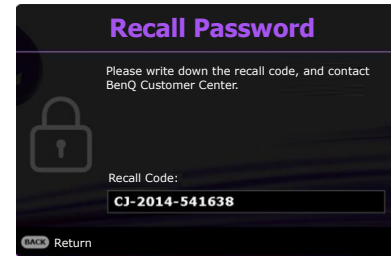 Recall Password
Please write down the recall code, and contact
BenQ Customer Center.
Recall Code:
CJ-2014-541638
BACK Return